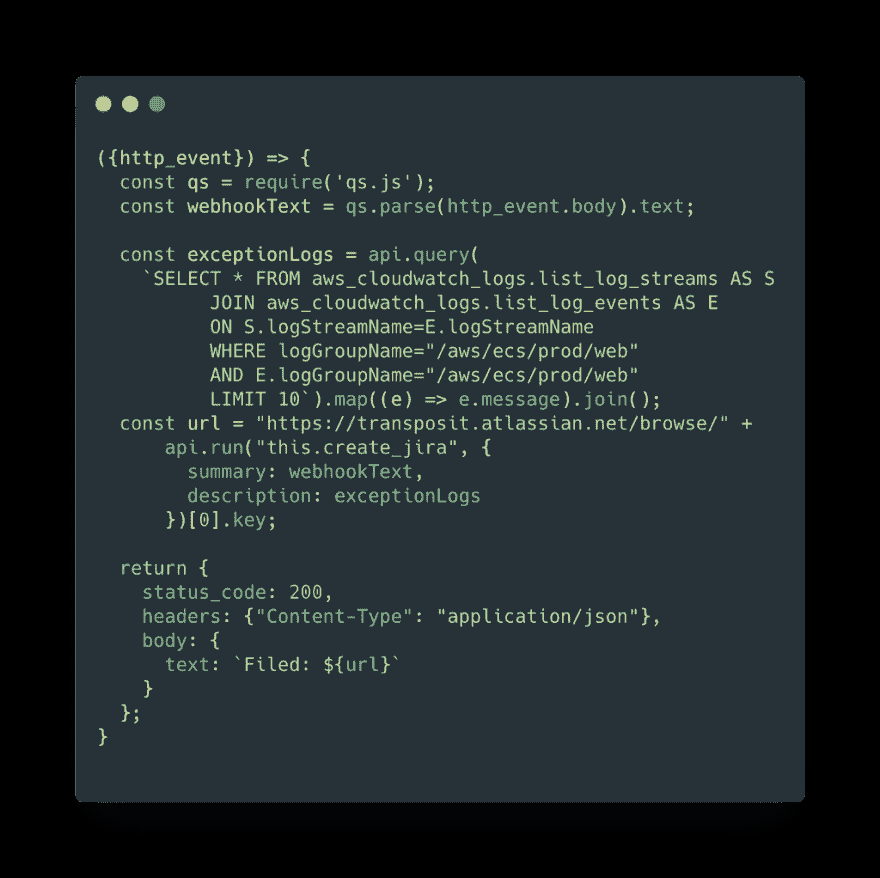 ({http_event}) => {
  const qs = require('qs.js');
  const webhookText = qs.parse(http_event.body).text;

  const exceptionLogs = api.query(
    `SELECT * FROM aws_cloudwatch_logs.list_log_streams AS S
          JOIN aws_cloudwatch_logs.list_log_events AS E
          ON S.logStreamName=E.logStreamName
          WHERE logGroupName="/aws/ecs/prod/web"
          AND E.logGroupName="/aws/ecs/prod/web"
          LIMIT 10`).map((e) => e.message).join();
  const url = "https://transposit.atlassian.net/browse/" +
      api.run("this.create_jira", {
        summary: webhookText,
        description: exceptionLogs
      })[0].key;

  return {
    status_code: 200,
    headers: {"Content-Type": "application/json"},
    body: {
      text: `Filed: ${url}`
    }
  };
}